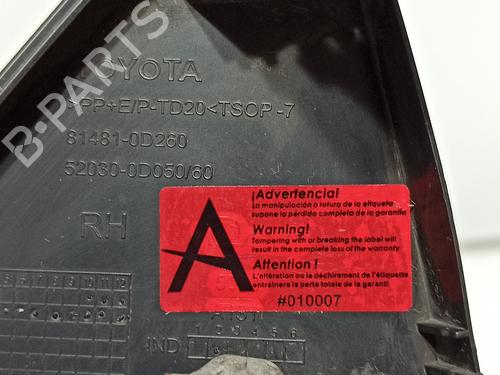 B-PARTS
TOYOTA
>PP+E/P-TD20<TSOP-7
81481-0D260
52030-0D050/60
RH
A
¡Advertencia!
La manipulación o rotura de la etiqueta
supone la pérdida completa de la garantía
Warning!
Tampering with or breaking the label will
result in the complete loss of the warranty
Attention !
L'altération ou le déchirement de l'étiquette
entraînera la perte totale de la garanti
#010007
IND